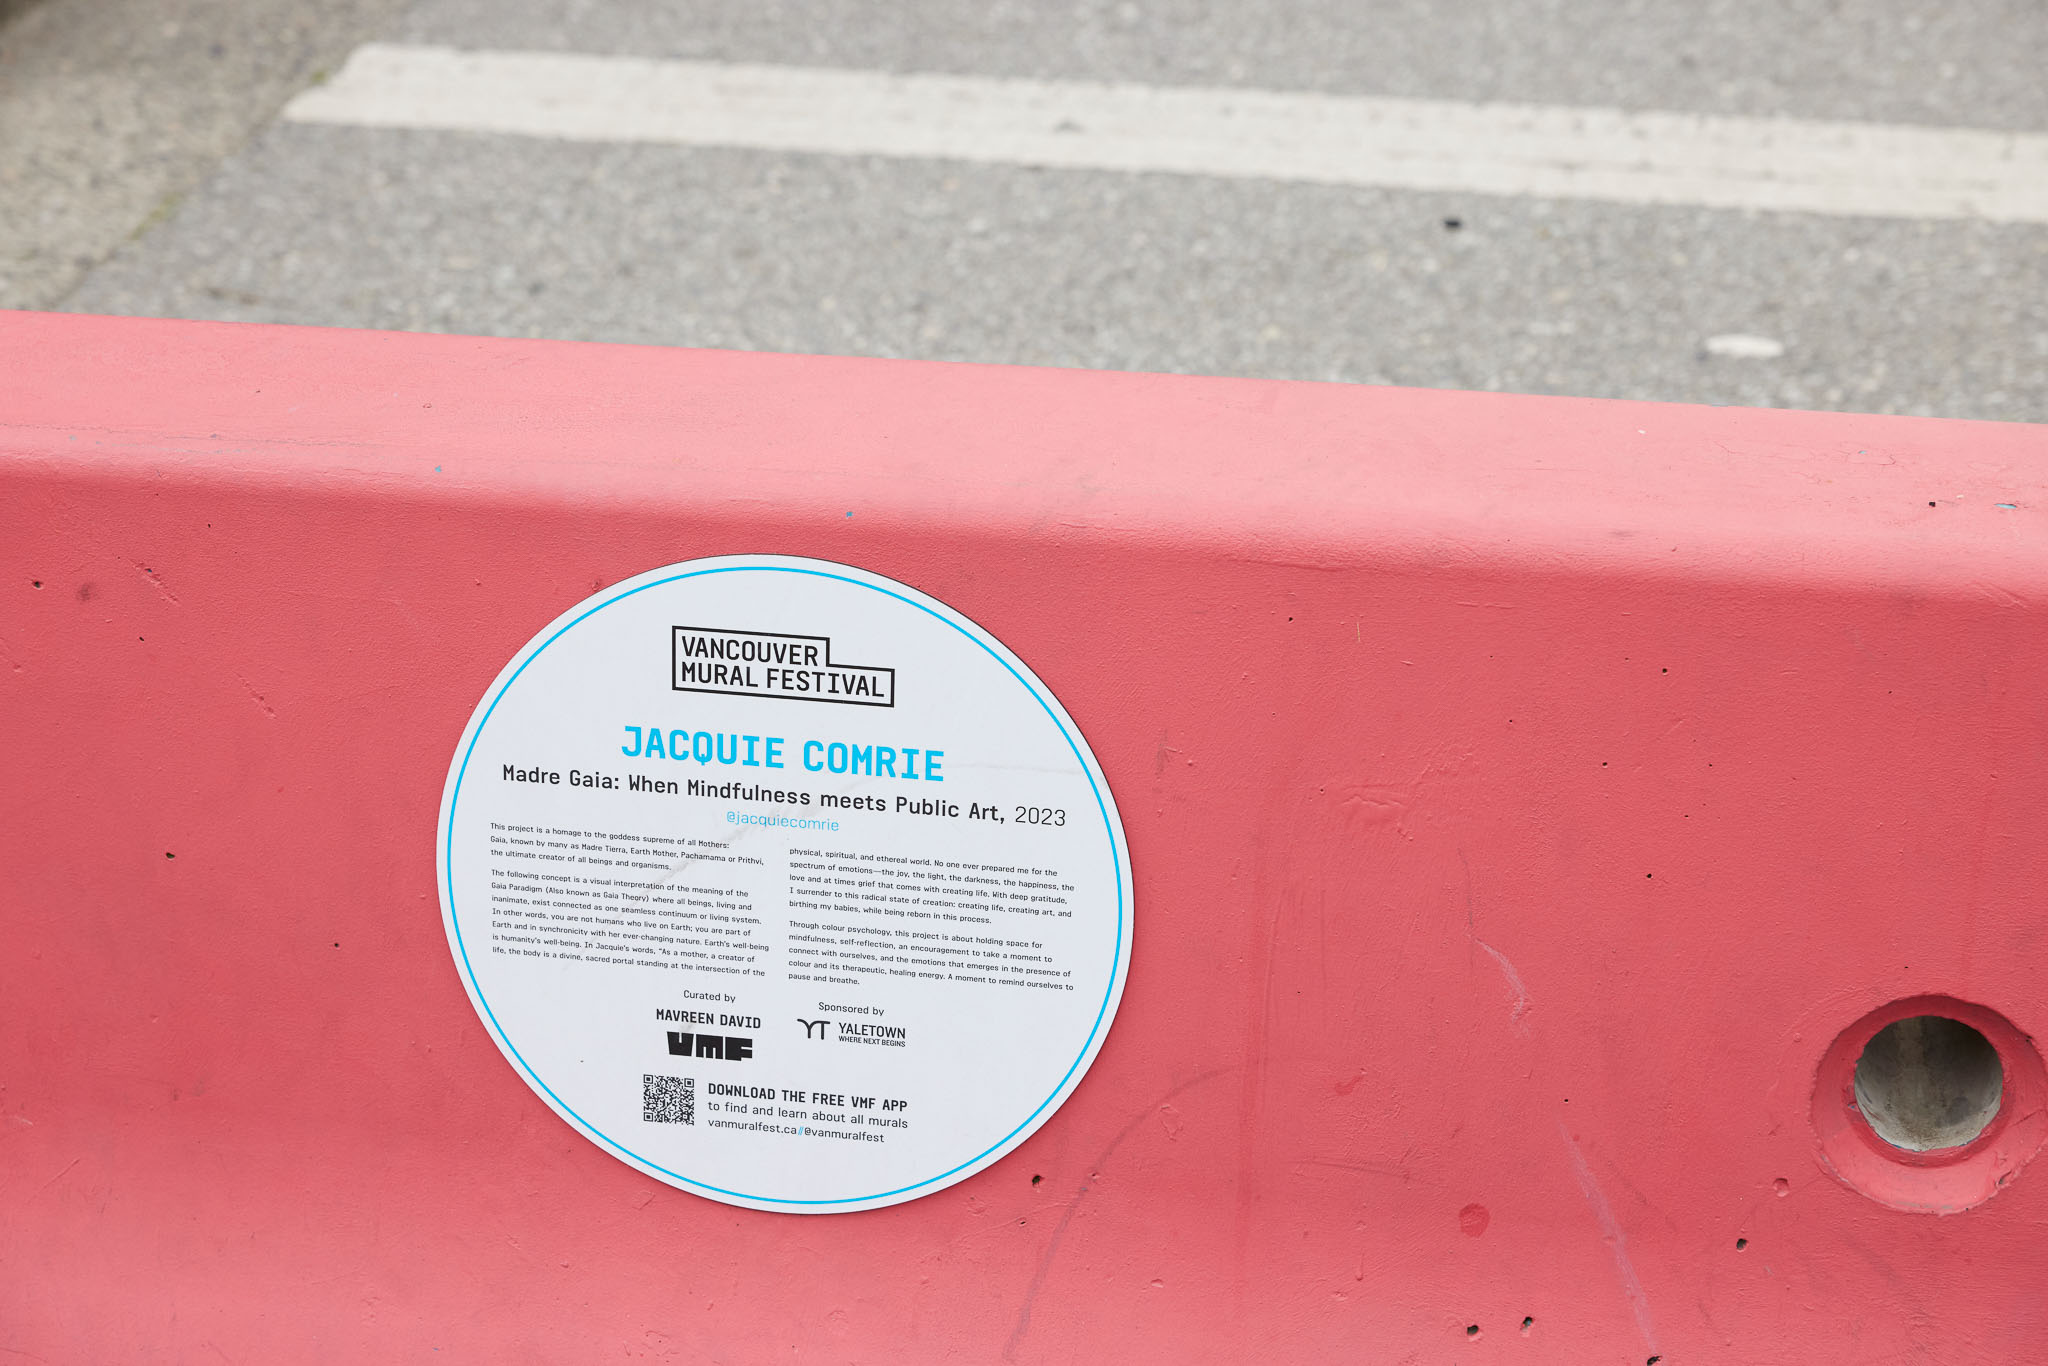 VANCOUVER
MURAL FESTIVAL
JACQUIE COMRIE
Madre Gaia: When Mindfulness meets Public Art, 2023
@jacquiecomrie
This project is a homage to the goddess supreme of all Mothers:
Gaia, known by many as Madre Tierra, Earth Mother, Pachamama or Prithvi,
the ultimate creator of all beings and organisms.
The following concept is a visual interpretation of the meaning of the
Gaia Paradigm (Also known as Gaia Theory) where all beings, living and
inanimate, exist connected as one seamless continuum or living system.
In other words, you are not humans who live on Earth; you are part of
Earth and in synchronicity with her ever-changing nature. Earth's well-being
is humanity's well-being. In Jacquie's words, "As a mother, a creator of
life, the body is a divine, sacred portal standing at the intersection of the
physical, spiritual, and ethereal world. No one ever prepared me for the
spectrum of emotions—the joy, the light, the darkness, the happiness, the
love and at times grief that comes with creating life. With deep gratitude,
I surrender to this radical state of creation; creating life, creating art, and
birthing my babies, while being reborn in this process.
Through colour psychology, this project is about holding space for
mindfulness, self-reflection, an encouragement to take a moment to
connect with ourselves, and the emotions that emerges in the presence of
colour and its therapeutic, healing energy. A moment to remind ourselves to
pause and breathe.
Curated by
MAVREEN DAVID
VMF
Sponsored by
YT YALETOWN
WHERE NEXT BEGINS
DOWNLOAD THE FREE VMF APP
to find and learn about all murals
vanmuralfest.ca//@vanmuralfest